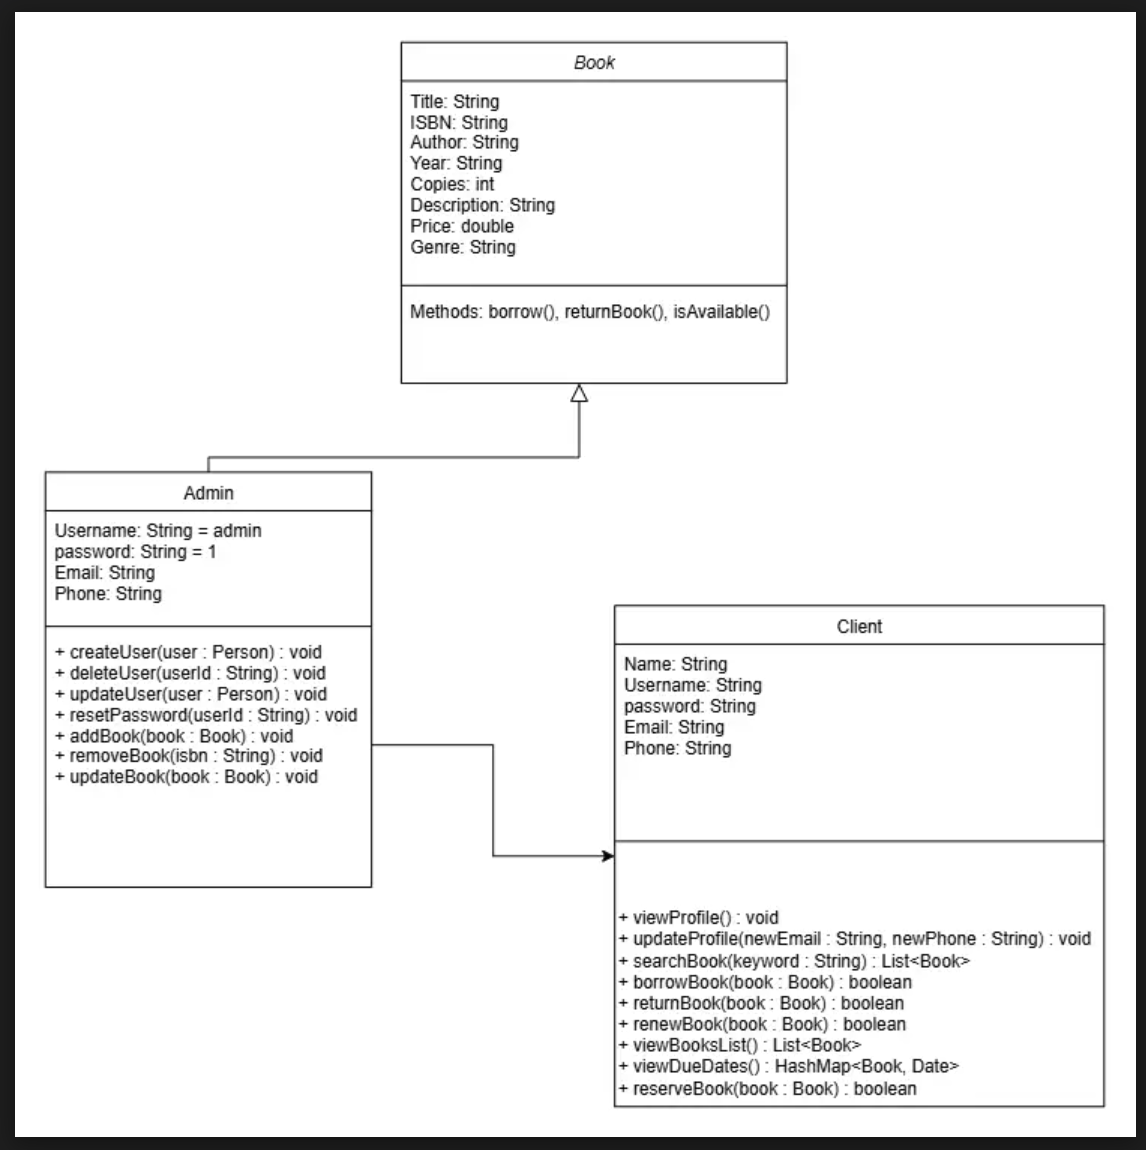 Book
Title: String
ISBN: String
Author: String
Year: String
Copies: int
Description: String
Price: double
Genre: String
Methods: borrow(), returnBook(), isAvailable()
Admin
Username: String = admin
password: String = 1
Email: String
Phone: String
+ createUser(user : Person) : void
+ deleteUser(userId : String) : void
+ updateUser(user : Person) : void
+ resetPassword(userId : String) : void
+ addBook(book : Book) : void
+ removeBook(isbn : String) : void
+ updateBook(book : Book) : void
Client
Name: String
Username: String
password: String
Email: String
Phone: String
+ viewProfile() : void
+ updateProfile(newEmail : String, newPhone : String) : void
+ searchBook(keyword : String) : List<Book>
+ borrowBook(book : Book) : boolean
+ returnBook(book : Book) : boolean
+ renewBook(book : Book) : boolean
+ viewBooksList() : List<Book>
+ viewDueDates() : HashMap<Book, Date>
+ reserveBook(book : Book) : boolean